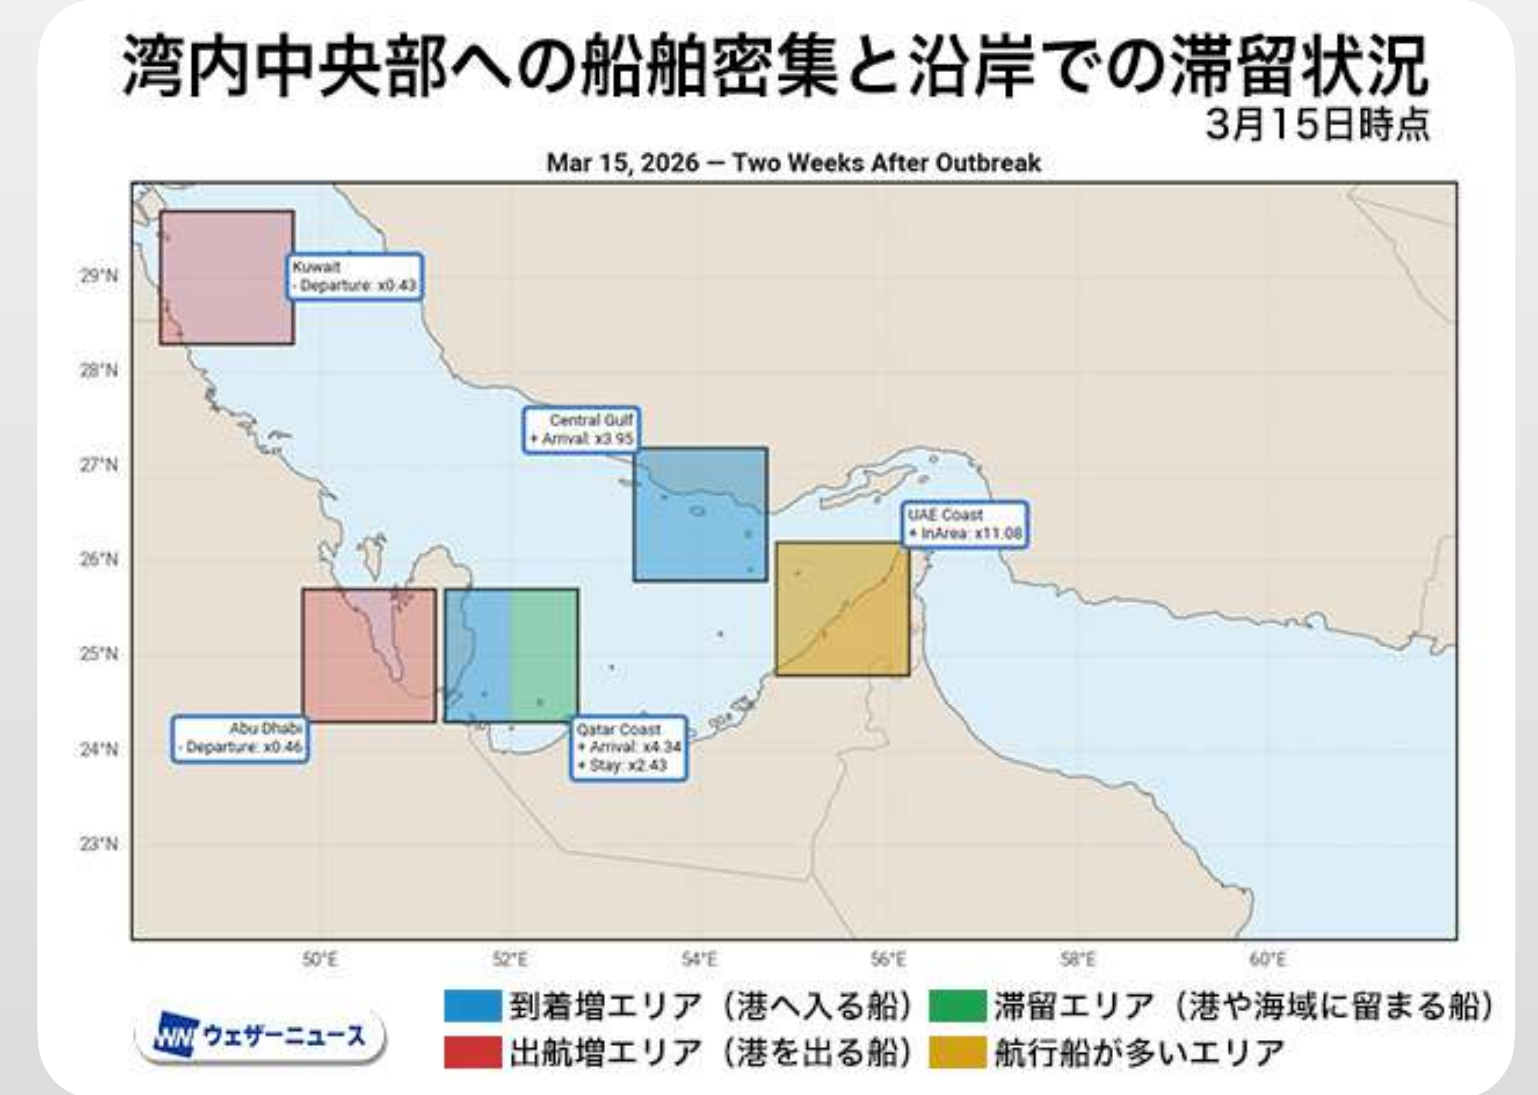 湾内中央部への船舶密集と沿岸での滞留状況
3月15日時点
Mar 15, 2026 — Two Weeks After Outbreak
29°N
28°N
27°N
26°N
25°N
24°N
23°N
Kuwait
- Departure: x0.43
Central Gulf
+ Arrival: x3.95
UAE Coast
+ InArea: x11.08
Abu Dhabi
- Departure: x0.46
Qatar Coast
+ Arrival: x4.34
+ Stay: x2.43
50°E
52°E
54°E
56°E
58°E
60°E
WNI ウェザーニュース
到着増エリア（港へ入る船）
滞留エリア（港や海域に留まる船）
出航増エリア（港を出る船）
航行船が多いエリア